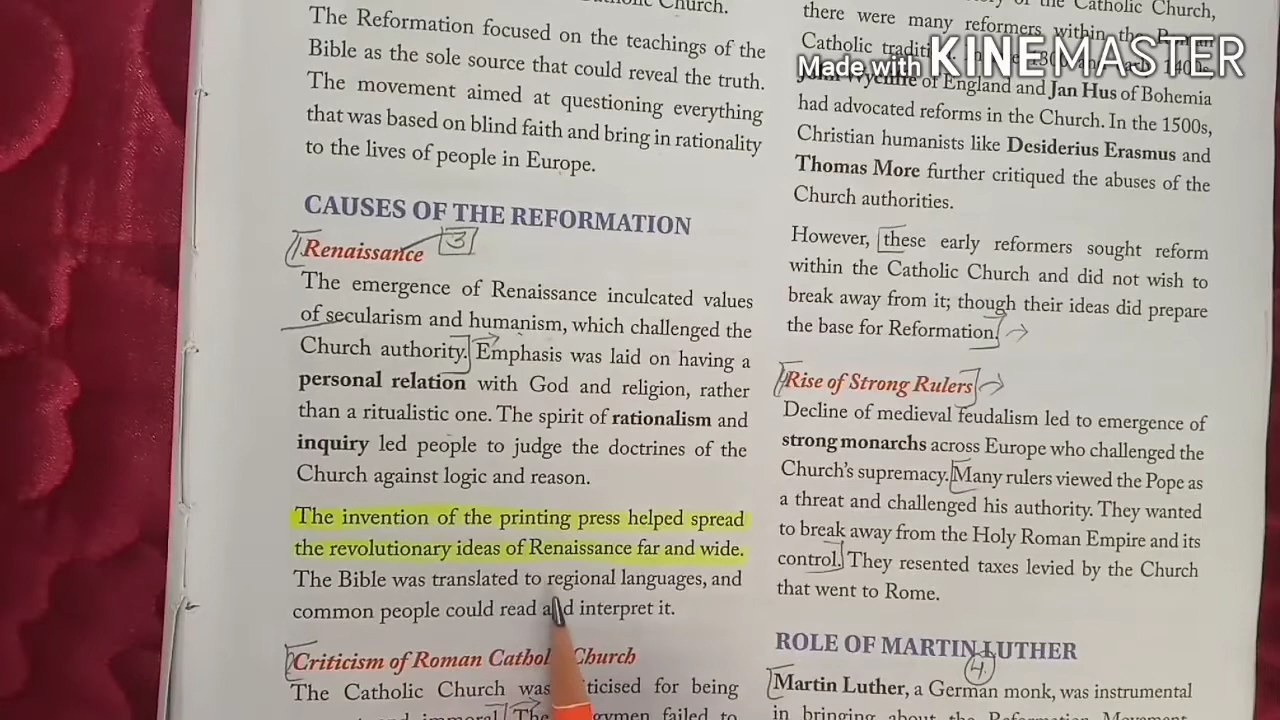 Church.
The Reformation focused on the teachings of the
Bible as the sole source that could reveal the truth.
The movement aimed at questioning everything
that was based on blind faith and bring in rationality
to the lives of people in Europe.
CAUSES OF THE REFORMATION
Renaissance 3
The emergence of Renaissance inculcated values
of secularism and humanism, which challenged the
Church authority. Emphasis was laid on having a
personal relation with God and religion, rather
than a ritualistic one. The spirit of rationalism and
inquiry led people to judge the doctrines of the
Church against logic and reason.
The invention of the printing press helped spread
the revolutionary ideas of Renaissance far and wide.
The Bible was translated to regional languages, and
common people could read and interpret it.
Criticism of Roman Church
The Catholic Church was for being
failed to
the Catholic Church,
there were many reformers within the Roman
Catholic
Made with KINEMASTER
John Wycliffe of England and Jan Hus of Bohemia
had advocated reforms in the Church. In the 1500s,
Christian humanists like Desiderius Erasmus and
Thomas More further critiqued the abuses of the
Church authorities.
However, these early reformers sought reform
within the Catholic Church and did not wish to
break away from it; though their ideas did prepare
the base for Reformation.
Rise of Strong Rulers
Decline of medieval feudalism led to emergence of
strong monarchs across Europe who challenged the
Church's supremacy. Many rulers viewed the Pope as
a threat and challenged his authority. They wanted
to break away from the Holy Roman Empire and its
control. They resented taxes levied by the Church
that went to Rome.
ROLE OF MARTIN LUTHER
4
Martin Luther, a German monk, was instrumental
in bringing about the Reformation Movement